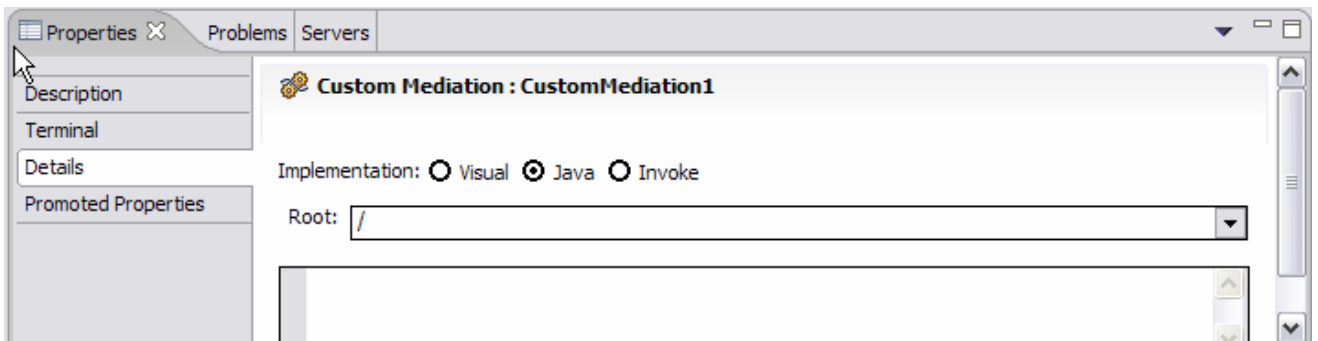 Properties Problems Servers
Description
Terminal
Details
Promoted Properties
Custom Mediation : CustomMediation1
Implementation: Visual Java Invoke
Root: /